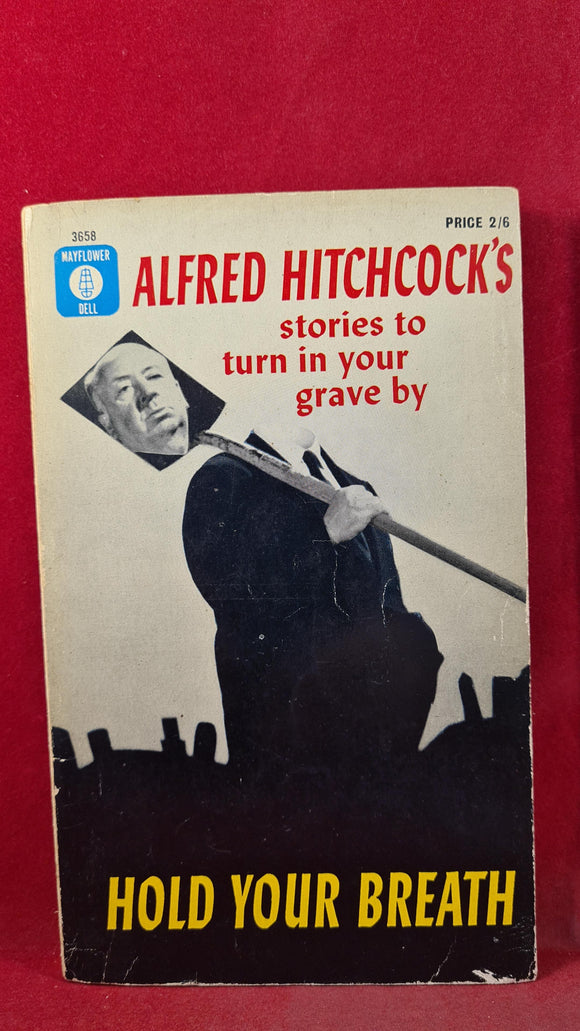 3658
MAYFLOWER
DELL
PRICE 2/6
ALFRED HITCHCOCK'S
stories to
turn in your
grave by
HOLD YOUR BREATH